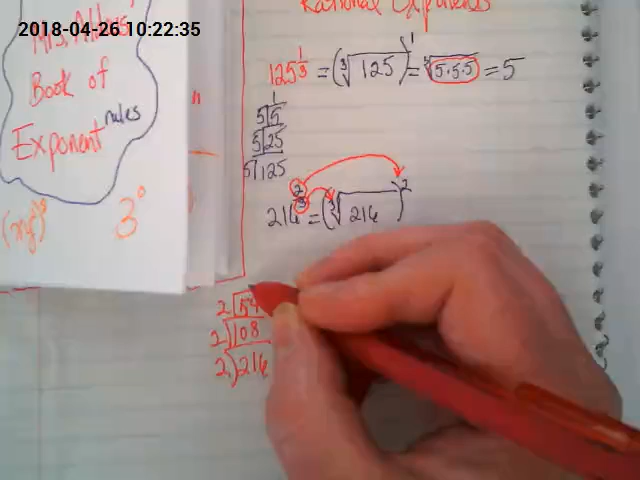 2018-04-26 10:22:35
Rational Exponents
Mrs.
Book of
Exponent rules
3⁰
125^(1/3) = (∛125)^1 = ∛5·5·5 = 5
1
5|5
5|25
5|125
216^(2/3) = (∛216)^2
2|54
2|108
2)216